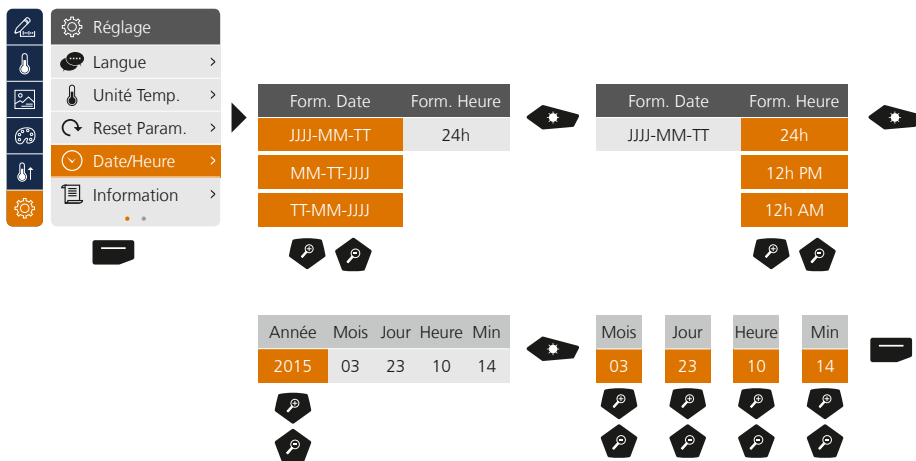 Réglage
Langue
Unité Temp.
Reset Param.
Date/Heure
Information
Form. Date Form. Heure
JJJJ-MM-TT 24h
MM-TT-JJJJ
TT-MM-JJJJ
Form. Date Form. Heure
JJJJ-MM-TT 24h
12h PM
12h AM
Année Mois Jour Heure Min
2015 03 23 10 14
Mois Jour Heure Min
03 23 10 14